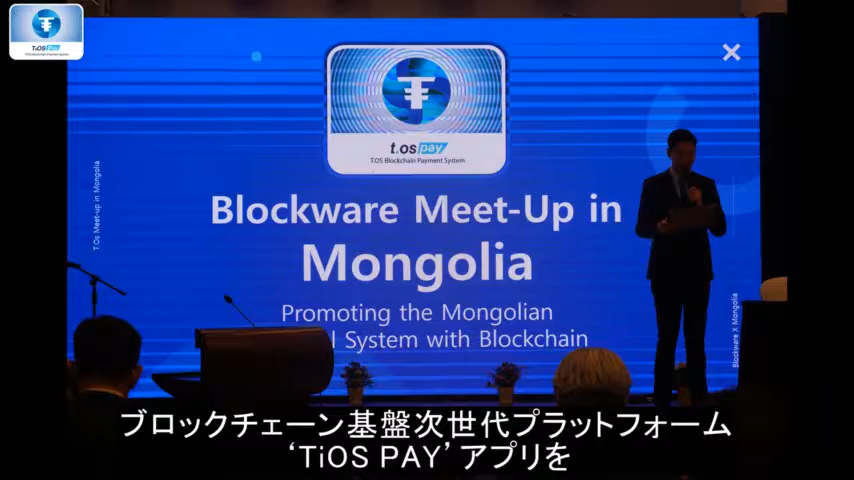 TiOS Pay
t.os pay
T.OS Blockchain Payment System
Blockware Meet-Up in
Mongolia
Promoting the Mongolian
l System with Blockchain
T.Os Meet-up in Mongolia
Blockware X Mongolia
ブロックチェーン基盤次世代プラットフォーム
‘TiOS PAY’アプリを